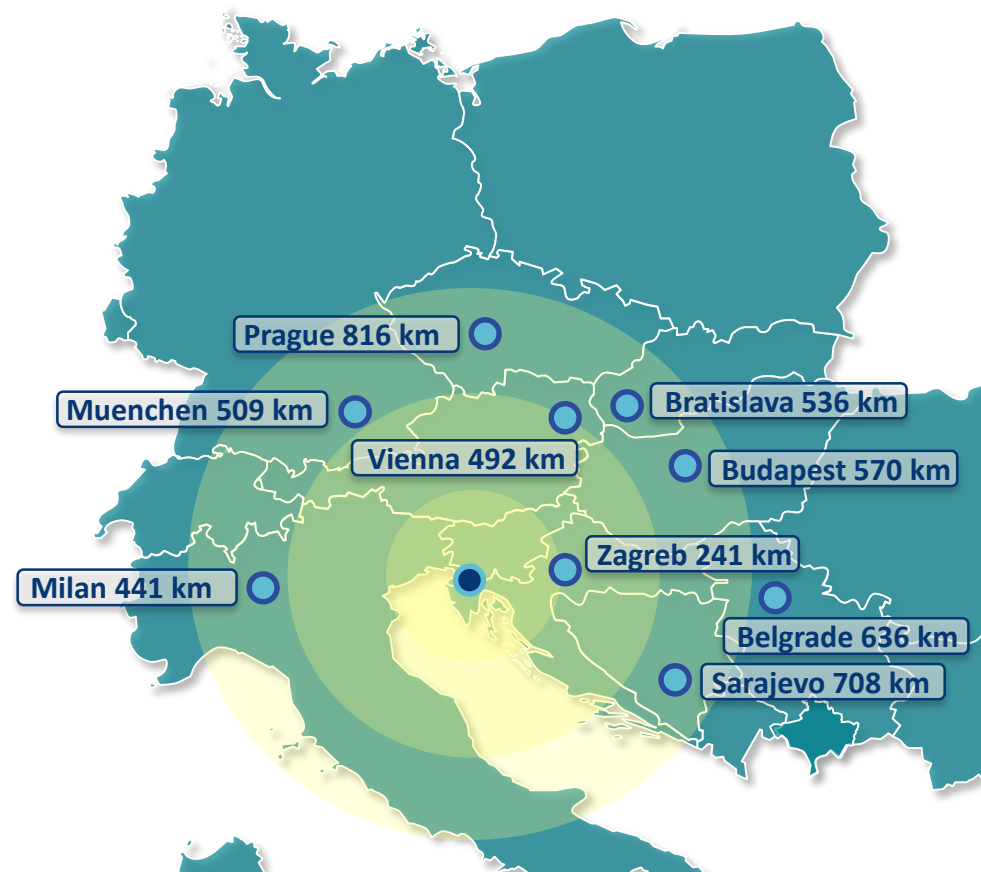 Prague 816 km
Muenchen 509 km
Bratislava 536 km
Vienna 492 km
Budapest 570 km
Zagreb 241 km
Milan 441 km
Belgrade 636 km
Sarajevo 708 km